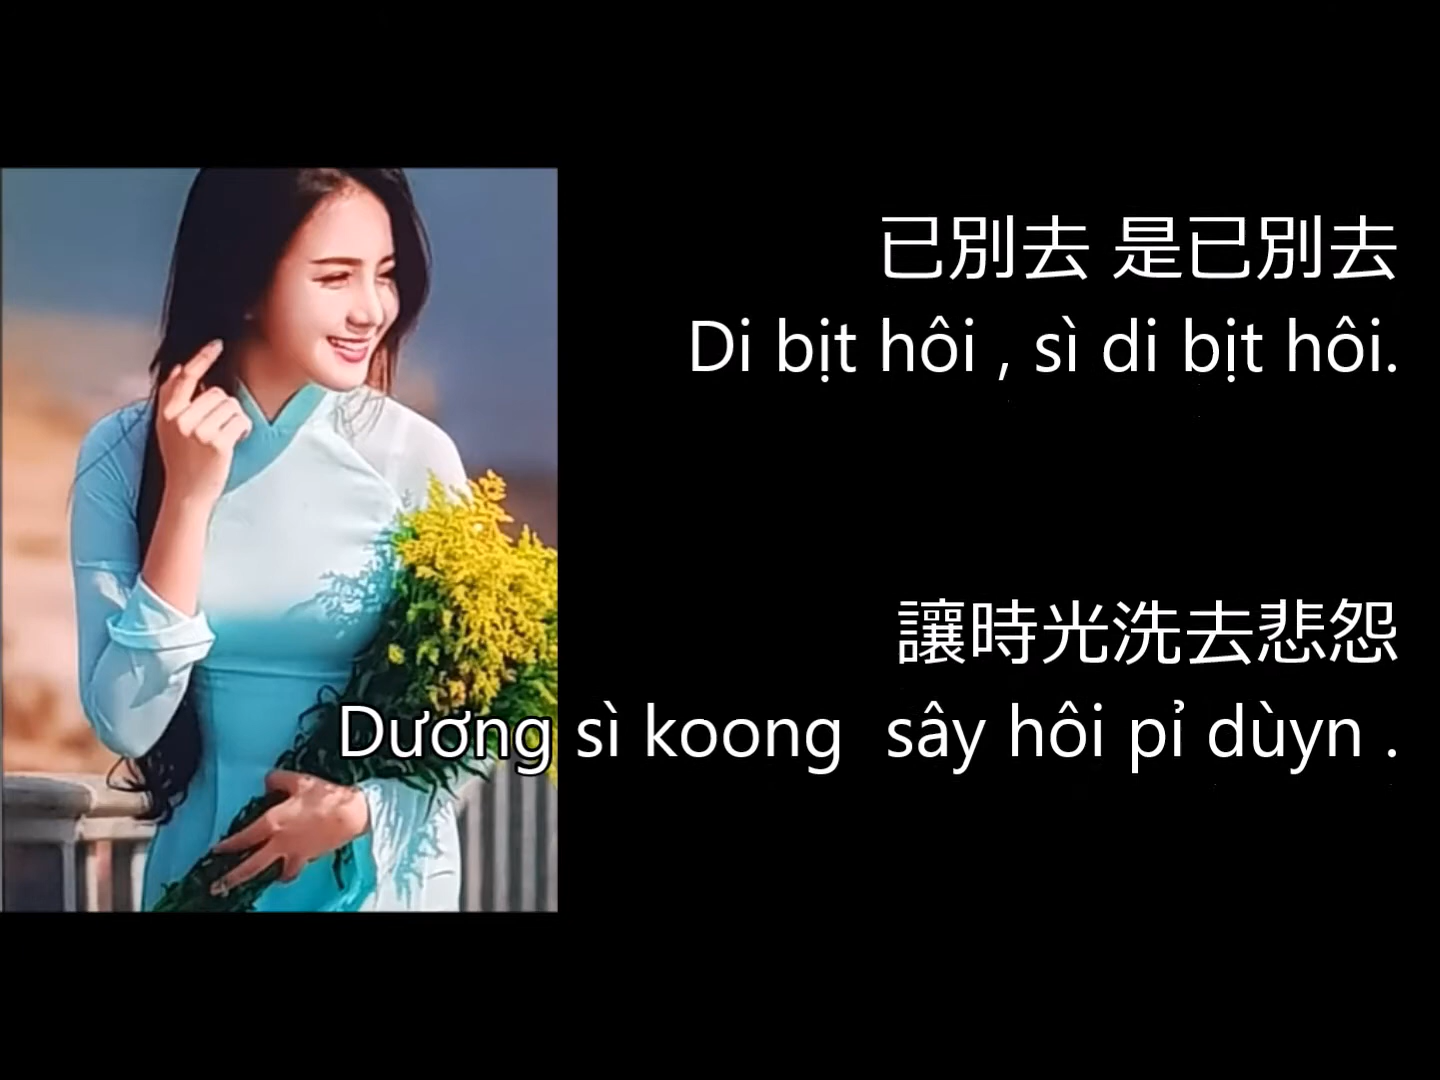 已別去 是已別去
Di bịt hôi , sì di bịt hôi.
讓時光洗去悲怨
Dương sì koong  sây hôi pỉ dùyn .